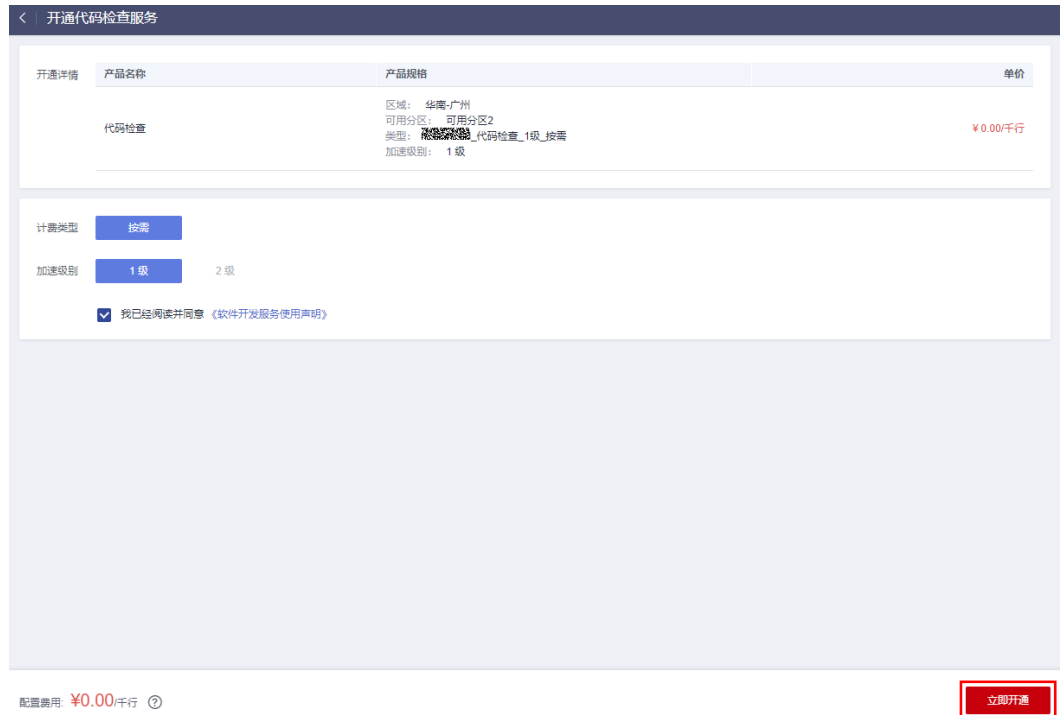 开通代码检查服务
开通详情 产品名称 产品规格 单价
代码检查
区域： 华南-广州
可用分区： 可用分区2
类型： _代码检查_1级_按需
加速级别： 1 级
¥ 0.00/千行
计费类型 按需
加速级别 1 级 2 级
我已经阅读并同意 《软件开发服务使用声明》
配置费用: ¥0.00/千行 ?
立即开通